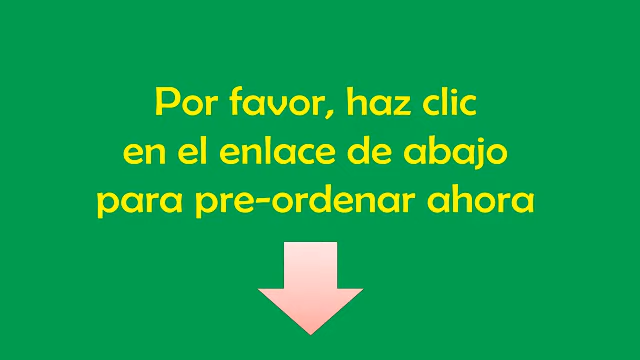 Por favor, haz clic
en el enlace de abajo
para pre-ordenar ahora